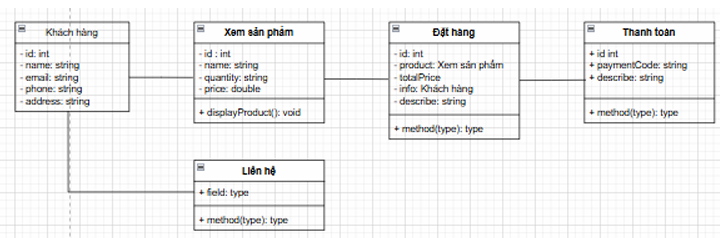 Khách hàng
- id: int
- name: string
- email: string
- phone: string
- address: string
Xem sản phẩm
- id : int
- name: string
- quantity: string
- price: double
+ displayProduct(): void
Đặt hàng
- id: int
- product: Xem sản phẩm
- totalPrice
- info: Khách hàng
- describe: string
+ method(type): type
Thanh toán
+ id int
+ paymentCode: string
+ describe: string
+ method(type): type
Liên hệ
+ field: type
+ method(type): type